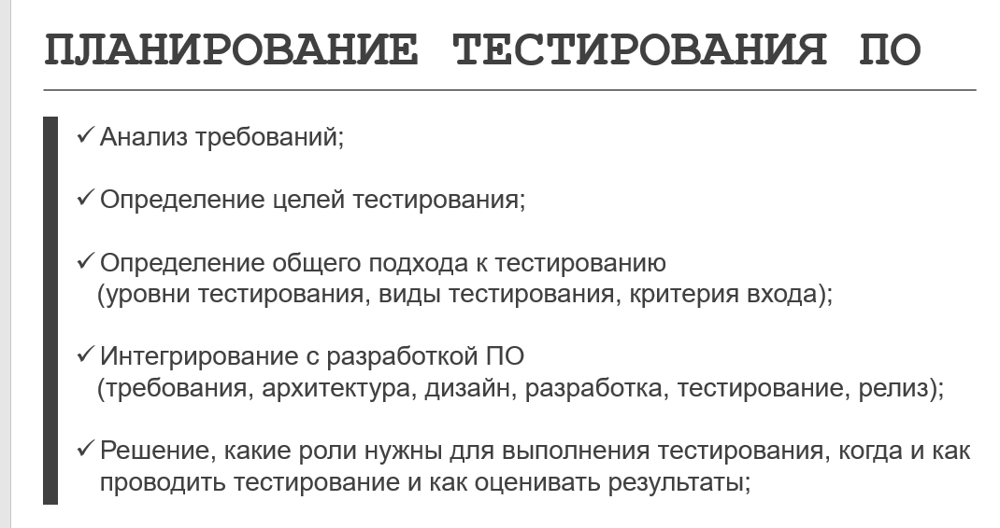 ПЛАНИРОВАНИЕ ТЕСТИРОВАНИЯ ПО
✓ Анализ требований;
✓ Определение целей тестирования;
✓ Определение общего подхода к тестированию
(уровни тестирования, виды тестирования, критерия входа);
✓ Интегрирование с разработкой ПО
(требования, архитектура, дизайн, разработка, тестирование, релиз);
✓ Решение, какие роли нужны для выполнения тестирования, когда и как
проводить тестирование и как оценивать результаты;